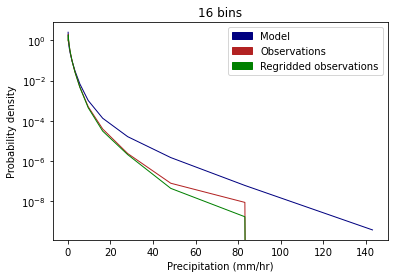 16 bins
Model
Observations
Regridded observations
Probability density
10⁰
10⁻²
10⁻⁴
10⁻⁶
10⁻⁸
0 20 40 60 80 100 120 140
Precipitation (mm/hr)